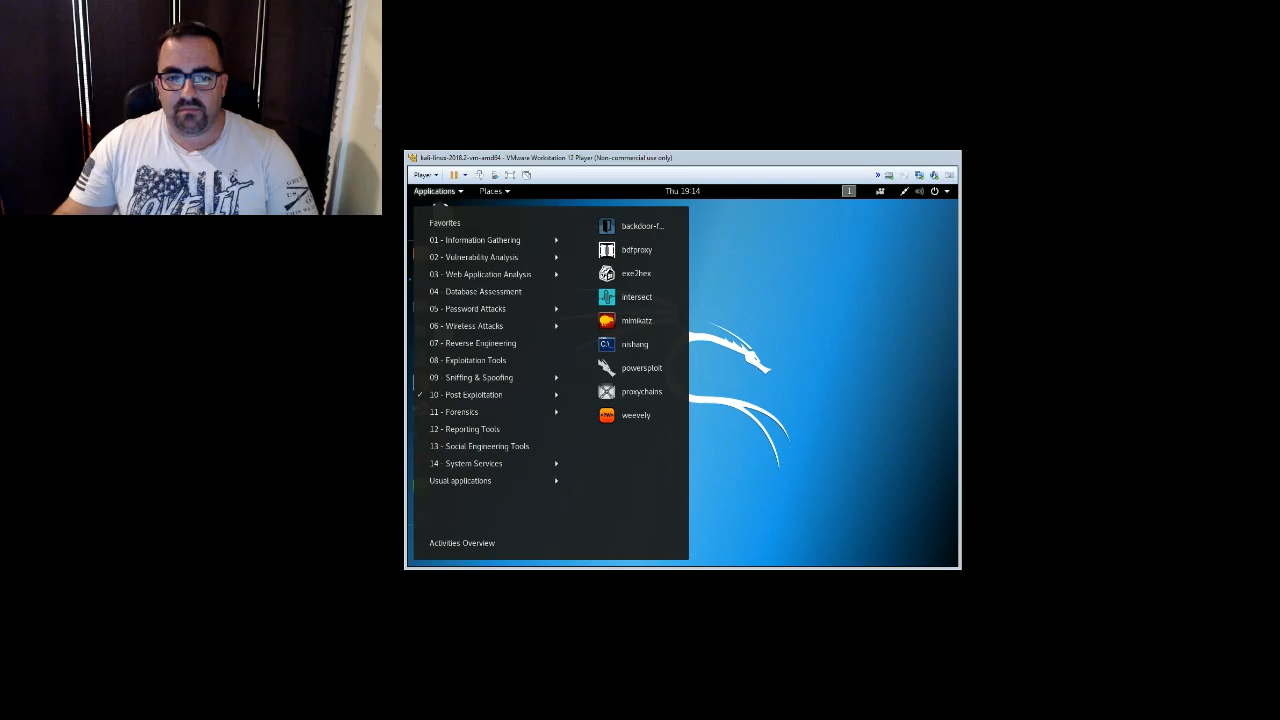 LOVE IT
kali-linux-2018.2-vm-amd64 - VMware Workstation 12 Player (Non-commercial use only)
Player
Applications Places Thu 19:14 1
Favorites
01 - Information Gathering
02 - Vulnerability Analysis
03 - Web Application Analysis
04 - Database Assessment
05 - Password Attacks
06 - Wireless Attacks
07 - Reverse Engineering
08 - Exploitation Tools
09 - Sniffing & Spoofing
10 - Post Exploitation
11 - Forensics
12 - Reporting Tools
13 - Social Engineering Tools
14 - System Services
Usual applications
Activities Overview
backdoor-f...
bdfproxy
exe2hex
intersect
mimikatz
C:\_ nishang
powersploit
proxychains
weevely